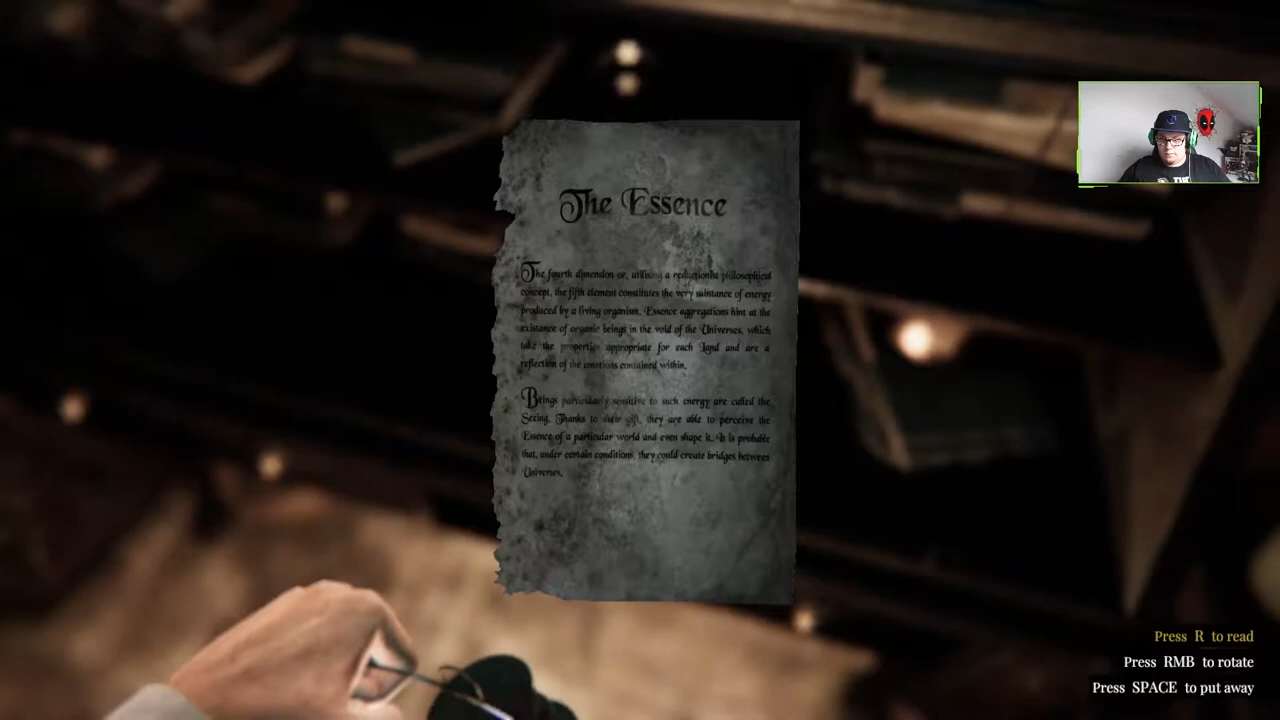 The Essence
The fourth dimension or, utilising a reductionist philosophical
concept, the fifth element constitutes the very substance of energy
produced by a living organism. Essence aggregations hint at the
existance of organic beings in the void of the Universes, which
take the properties appropriate for each Land and are a
reflection of the emotions contained within.
Beings particularly sensitive to such energy are called the
Seeing. Thanks to their gift, they are able to perceive the
Essence of a particular world and even shape it. It is probable
that, under certain conditions, they could create bridges between
Universes.
Press R to read
Press RMB to rotate
Press SPACE to put away